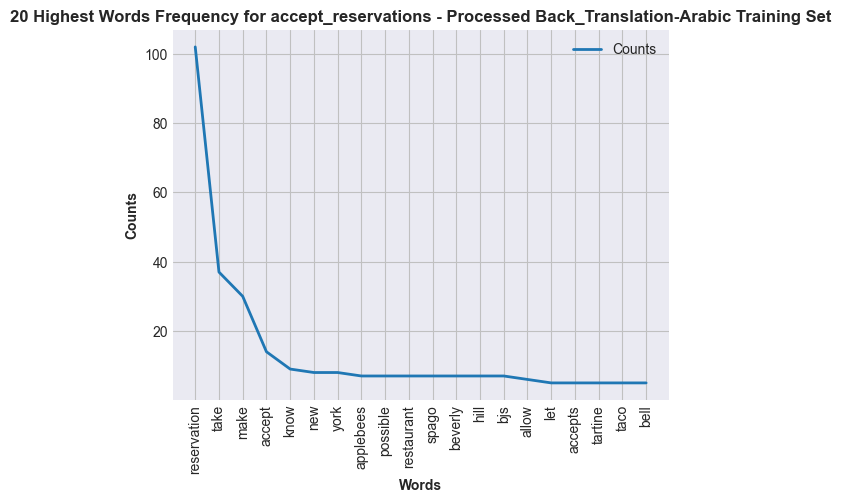 20 Highest Words Frequency for accept_reservations - Processed Back_Translation-Arabic Training Set
Counts
100
80
60
40
20
Counts
reservation
take
make
accept
know
new
york
applebees
possible
restaurant
spago
beverly
hill
bjs
allow
let
accepts
tartine
taco
bell
Words